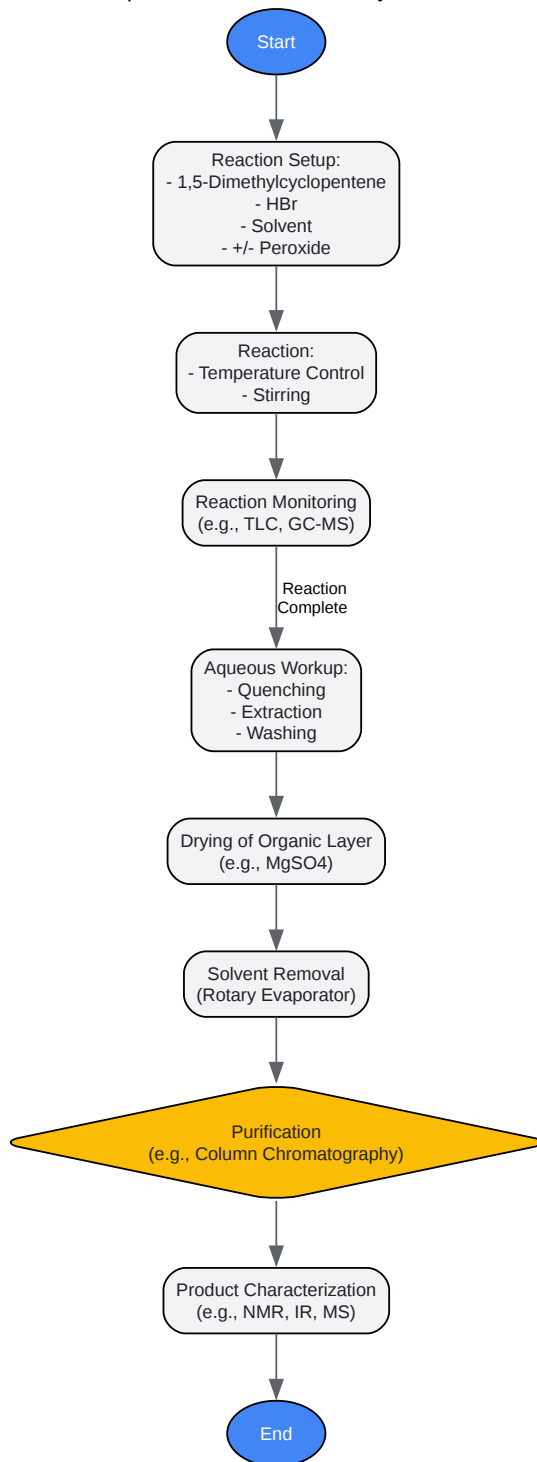 Start
Reaction Setup:
- 1,5-Dimethylcyclopentene
- HBr
- Solvent
- +/- Peroxide
Reaction:
- Temperature Control
- Stirring
Reaction Monitoring
(e.g., TLC, GC-MS)
Reaction
Complete
Aqueous Workup:
- Quenching
- Extraction
- Washing
Drying of Organic Layer
(e.g., MgSO4)
Solvent Removal
(Rotary Evaporator)
Purification
(e.g., Column Chromatography)
Product Characterization
(e.g., NMR, IR, MS)
End